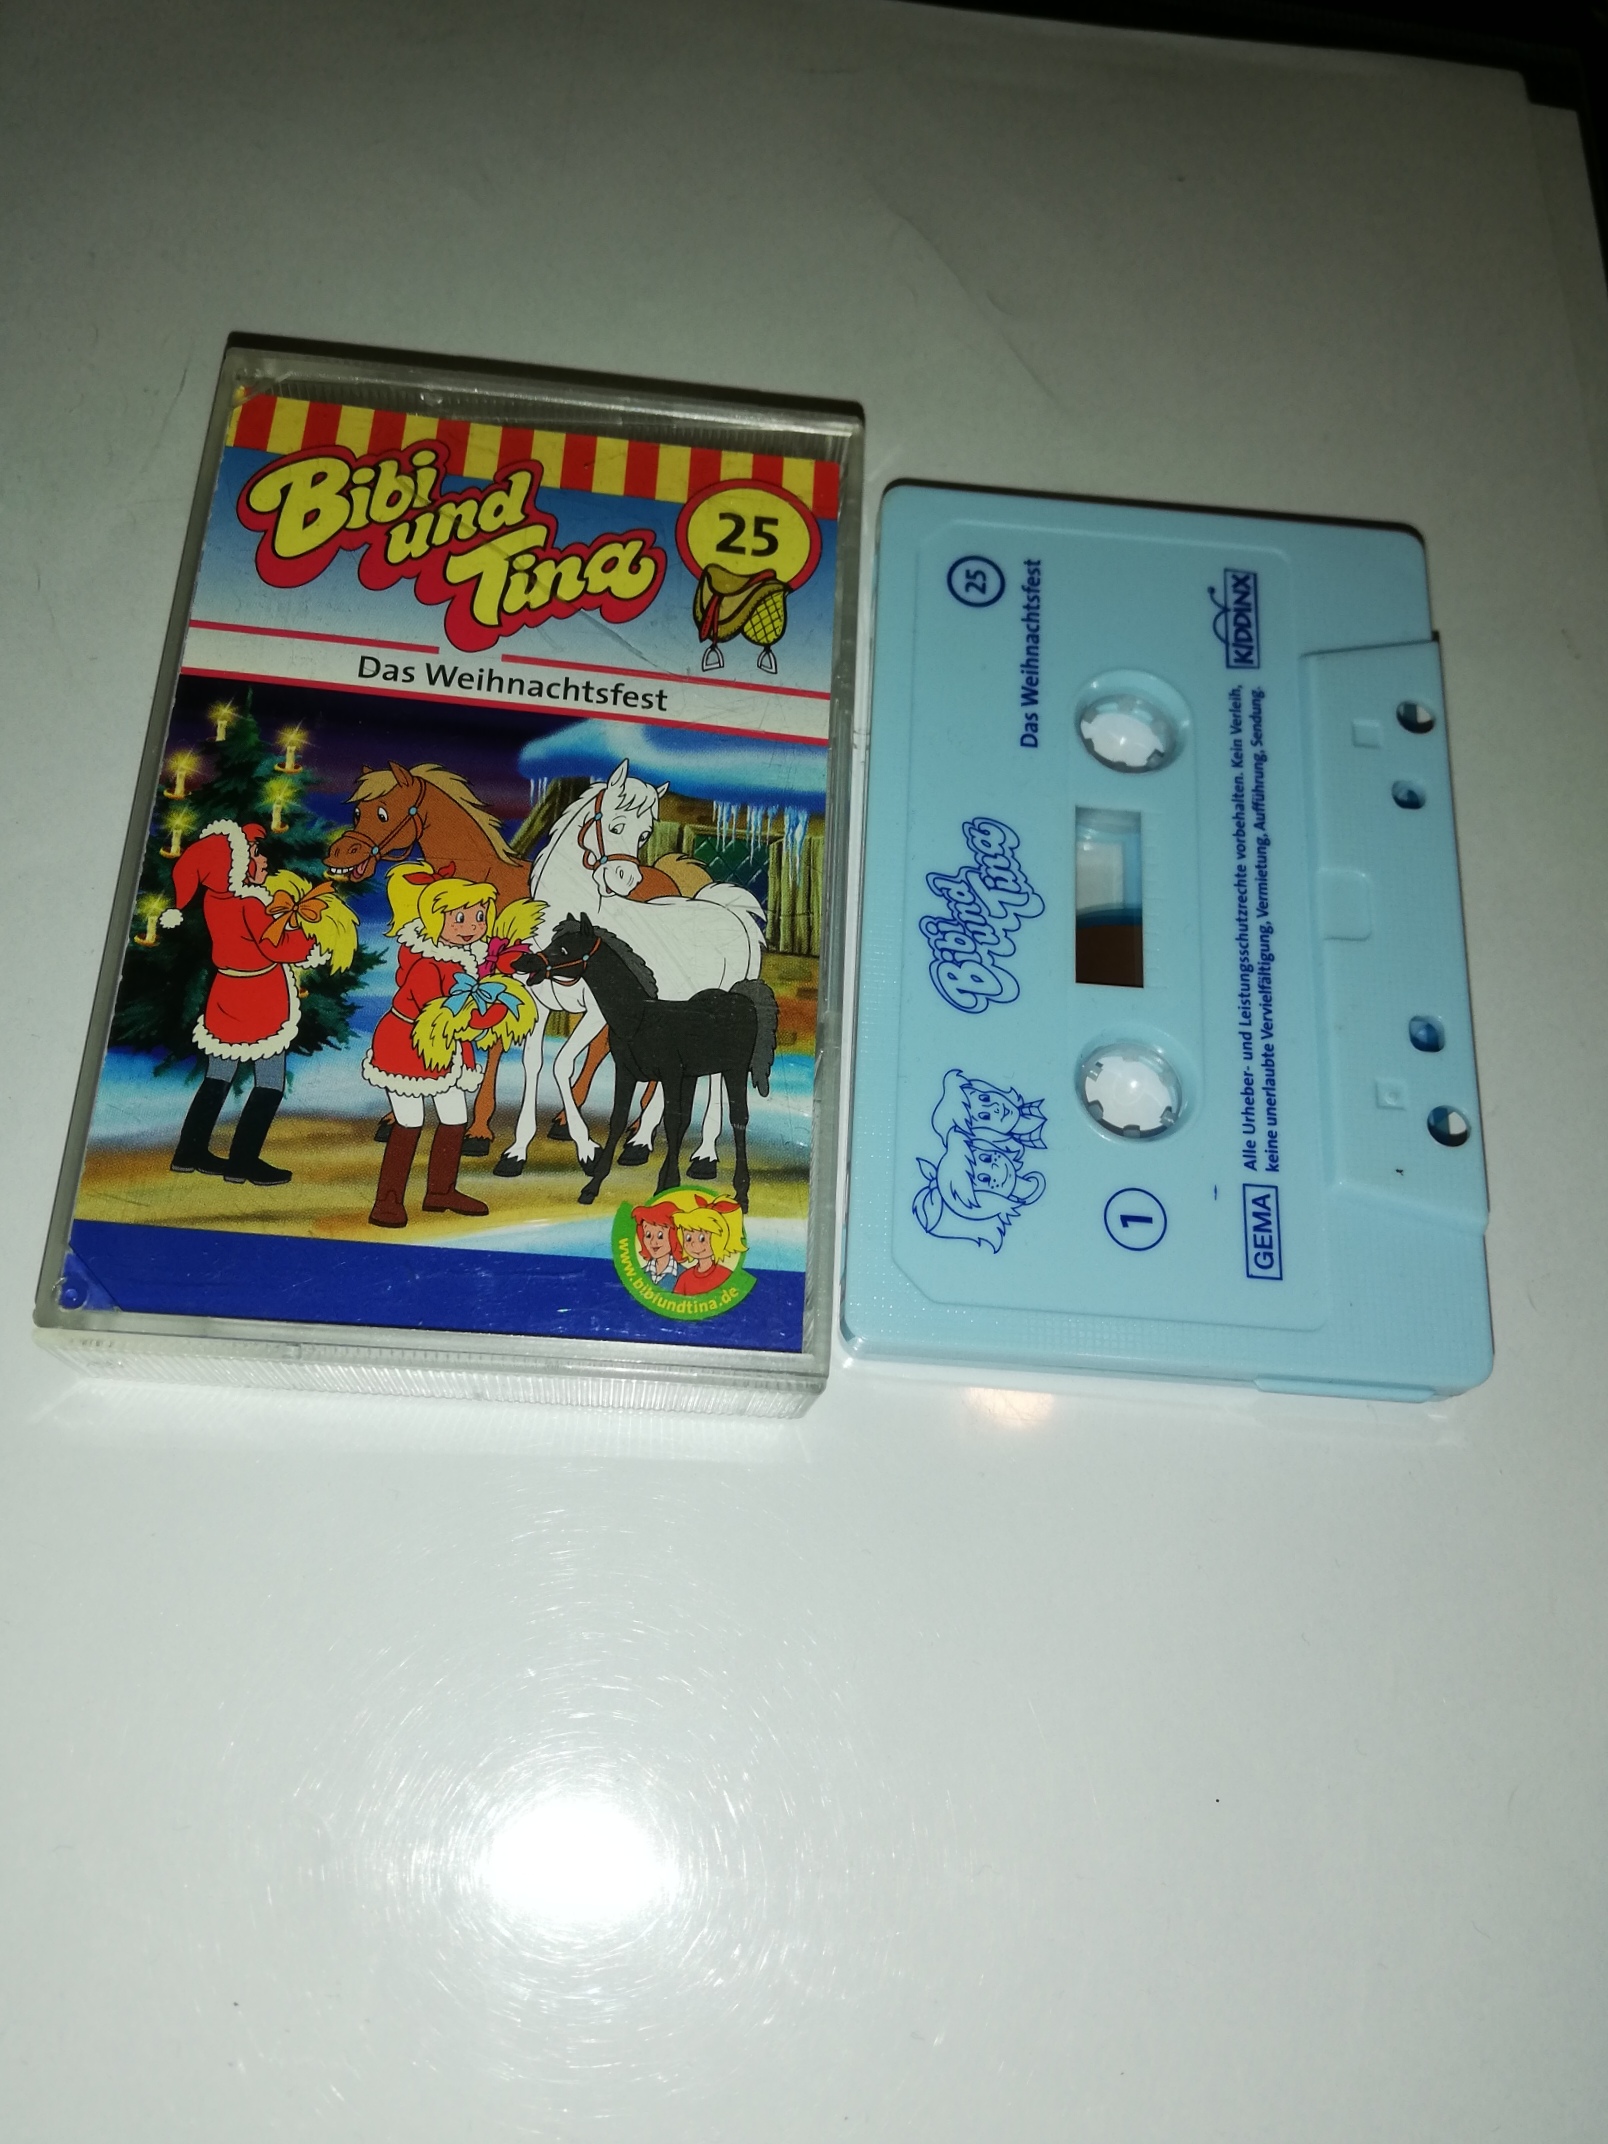 Bibi
und
Tina
25
Das Weihnachtsfest
www.bibiundtina.de
25
Das Weihnachtsfest
Bibi
und
Tina
1
KIDDINX
GEMA
Alle Urheber- und Leistungsschutzrechte vorbehalten. Kein Verleih,
keine unerlaubte Vervielfältigung, Vermietung, Aufführung, Sendung.